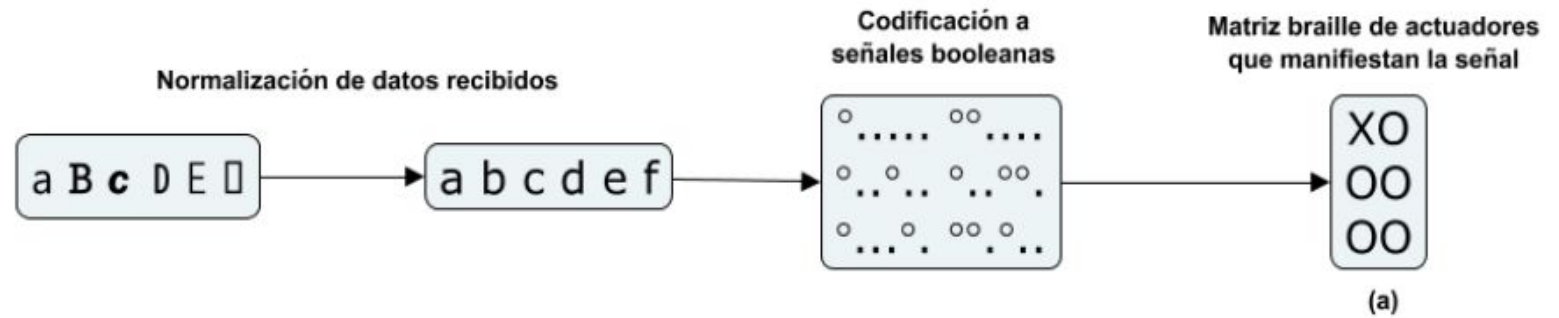 Codificación a
señales booleanas
Matriz braille de actuadores
que manifiestan la señal
Normalización de datos recibidos
a B c D E ▯
a b c d e f
XO
OO
OO
(a)